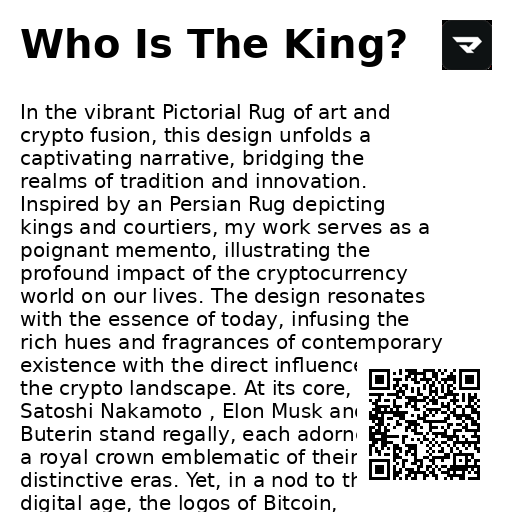 Who Is The King?
In the vibrant Pictorial Rug of art and
crypto fusion, this design unfolds a
captivating narrative, bridging the
realms of tradition and innovation.
Inspired by an Persian Rug depicting
kings and courtiers, my work serves as a
poignant memento, illustrating the
profound impact of the cryptocurrency
world on our lives. The design resonates
with the essence of today, infusing the
rich hues and fragrances of contemporary
existence with the direct influence
the crypto landscape. At its core,
Satoshi Nakamoto , Elon Musk and
Buterin stand regally, each
a royal crown emblematic of their
distinctive eras. Yet, in a nod to
digital age, the logos of Bitcoin,